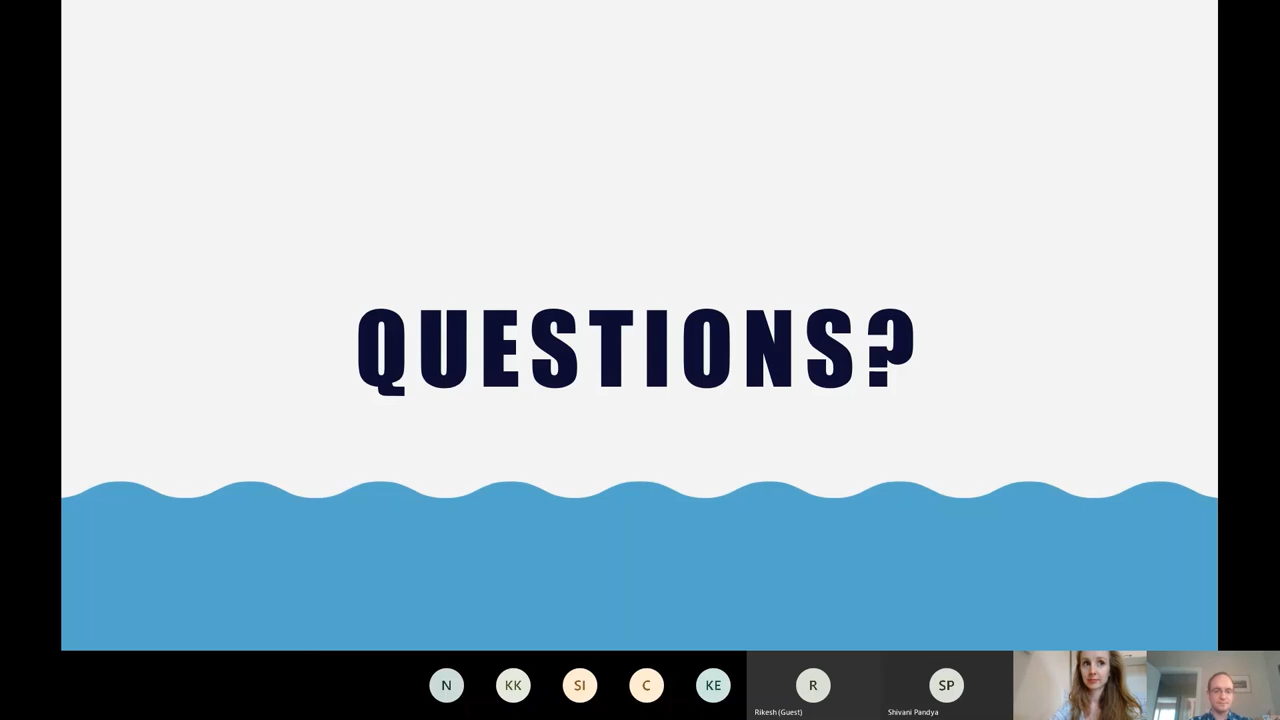 QUESTIONS?
N
KK
SI
C
KE
R
SP
Rikesh (Guest)
Shivani Pandya